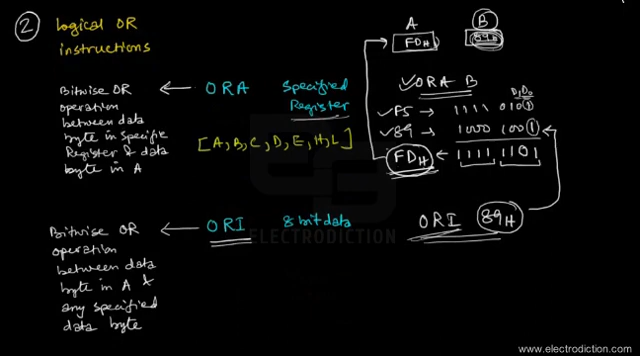 2 Logical OR
instructions
A
B
FDH
89H
Bitwise OR
operation
between data
byte in specific
Register & data
byte in A
← ORA Specified
Register
[A, B, C, D, E, H, L]
✓ORA B
D1 D0
✓F5 → 1111 0101
✓89 → 1000 1001
FDH ← 1111 1101
Bitwise OR
operation
between data
byte in A &
any specified
data byte
← ORI 8 bit data
ORI 89H
ELECTRODICTION
www.electrodiction.com